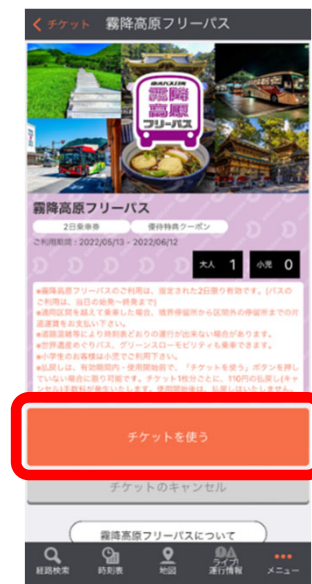 チケット 霧降高原フリーパス
東武バス日光
霧降
高原
フリーパス
霧降高原フリーパス
2日乗車券 優待特典クーポン
ご利用期間：2022/05/13 - 2022/06/12
大人 1 小児 0
●霧降高原フリーパスのご利用は、指定された2日限り有効です。(バスの
ご利用は、当日の始発～終発まで)
●適用区間を越えて乗車した場合、境界停留所から区間外の停留所までの片
道運賃をお支払い下さい。
●道路混雑等により時刻表どおりの運行が出来ない場合があります。
●世界遺産めぐりバス、グリーンスローモビリティも乗車できます。
●小学生のお客様は小児でご利用下さい。
●払戻しは、有効期間内・使用開始前で、「チケットを使う」ボタンを押し
ていない場合に限り可能です。チケット1枚分ごとに、110円の払戻し(キャ
ンセル)手数料が発生いたします。使用開始後は、払戻しはいたしません。
チケットを使う
チケットのキャンセル
霧降高原フリーパスについて
経路検索 時刻表 地図 ライブ!運行情報 メニュー